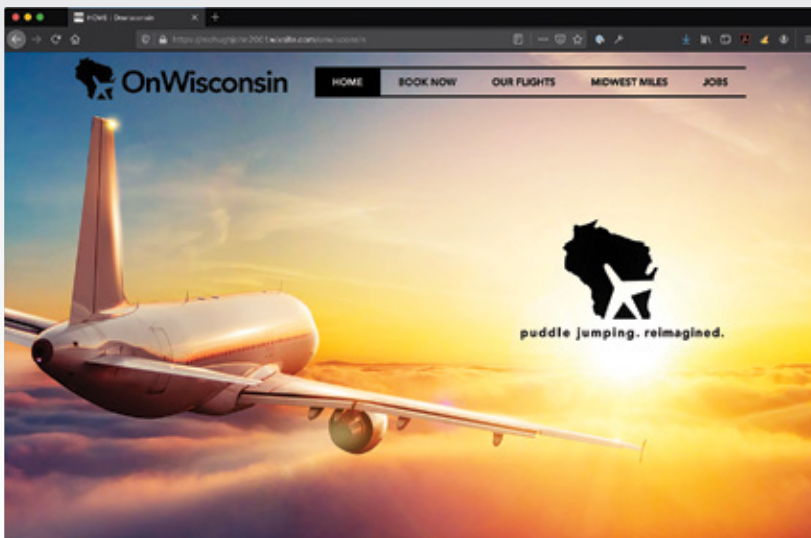 HOME | Onwisconsin
OnWisconsin
HOME BOOK NOW OUR FLIGHTS MIDWEST MILES JOBS
puddle jumping. reimagined.